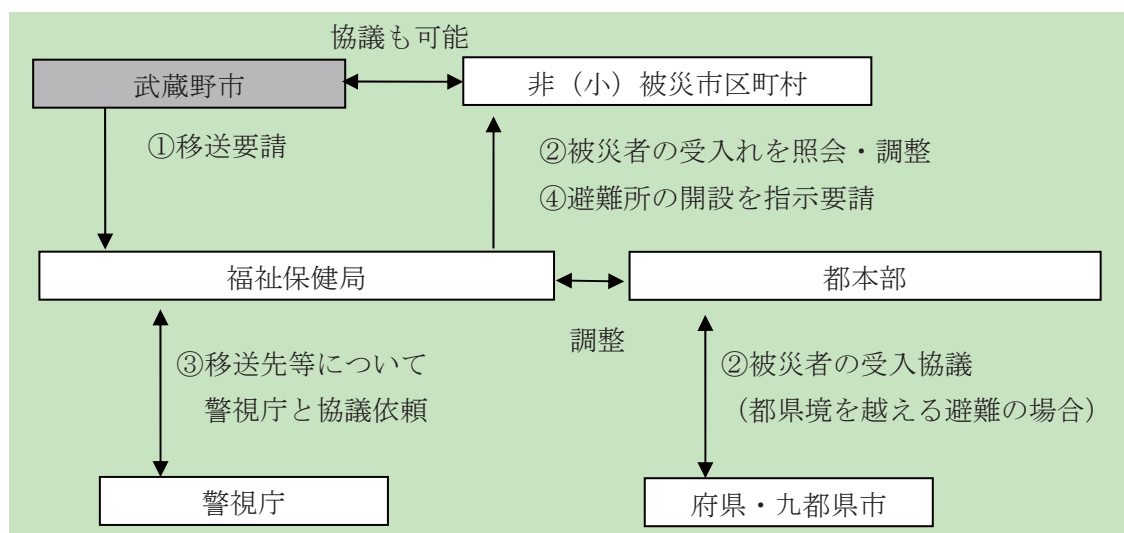 協議も可能
武蔵野市
非（小）被災市区町村
①移送要請
②被災者の受入れを照会・調整
④避難所の開設を指示要請
福祉保健局
都本部
調整
③移送先等について
警視庁と協議依頼
②被災者の受入協議
（都県境を越える避難の場合）
警視庁
府県・九都県市